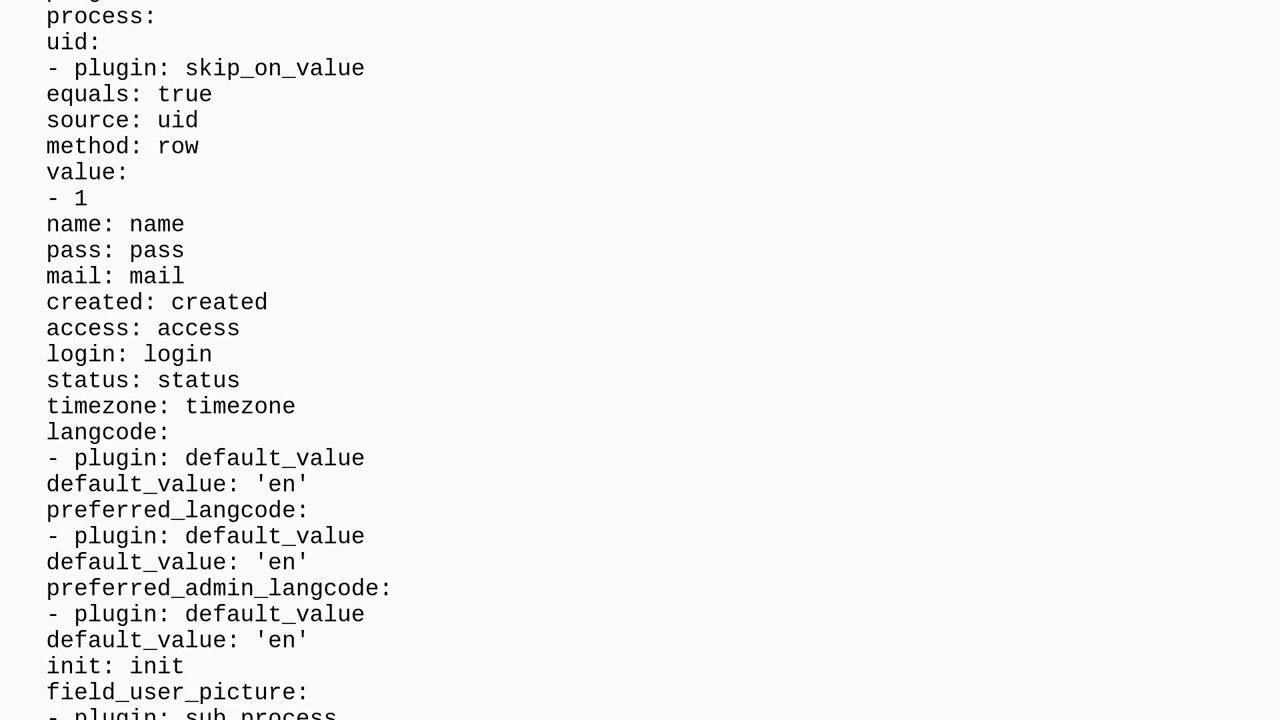 process:
uid:
- plugin: skip_on_value
equals: true
source: uid
method: row
value:
- 1
name: name
pass: pass
mail: mail
created: created
access: access
login: login
status: status
timezone: timezone
langcode:
- plugin: default_value
default_value: 'en'
preferred_langcode:
- plugin: default_value
default_value: 'en'
preferred_admin_langcode:
- plugin: default_value
default_value: 'en'
init: init
field_user_picture:
- plugin: sub_process